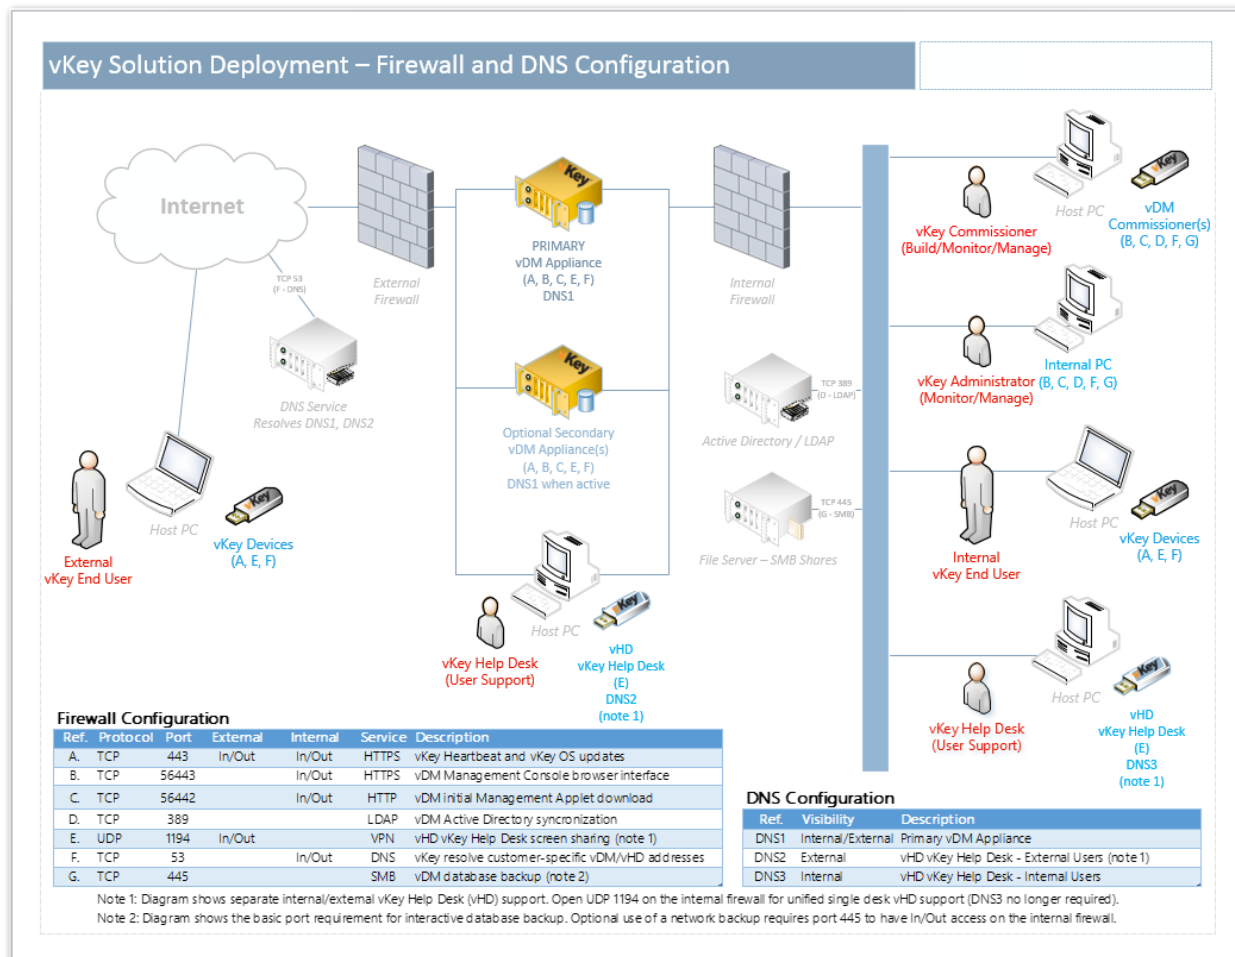 vKey Solution Deployment – Firewall and DNS Configuration
Internet
TCP 53
(F - DNS)
External
Firewall
vKey
PRIMARY
vDM Appliance
(A, B, C, E, F)
DNS1
Internal
Firewall
vKey Commissioner
(Build/Monitor/Manage)
Host PC
vKey
vDM
Commissioner(s)
(B, C, D, F, G)
DNS Service
Resolves DNS1, DNS2
vKey
Optional Secondary
vDM Appliance(s)
(A, B, C, E, F)
DNS1 when active
TCP 389
(D - LDAP)
Active Directory / LDAP
vKey Administrator
(Monitor/Manage)
Internal PC
(B, C, D, F, G)
External
vKey End User
Host PC
vKey
vKey Devices
(A, E, F)
TCP 445
(G - SMB)
File Server – SMB Shares
Internal
vKey End User
Host PC
vKey
vKey Devices
(A, E, F)
vKey Help Desk
(User Support)
Host PC
vKey
vHD
vKey Help Desk
(E)
DNS2
(note 1)
vKey Help Desk
(User Support)
Host PC
vKey
vHD
vKey Help Desk
(E)
DNS3
(note 1)
Firewall Configuration
Ref. Protocol Port External Internal Service Description
A. TCP 443 In/Out In/Out HTTPS vKey Heartbeat and vKey OS updates
B. TCP 56443 In/Out HTTPS vDM Management Console browser interface
C. TCP 56442 In/Out HTTP vDM initial Management Applet download
D. TCP 389 LDAP vDM Active Directory syncronization
E. UDP 1194 In/Out VPN vHD vKey Help Desk screen sharing (note 1)
F. TCP 53 In/Out DNS vKey resolve customer-specific vDM/vHD addresses
G. TCP 445 SMB vDM database backup (note 2)
DNS Configuration
Ref. Visibility Description
DNS1 Internal/External Primary vDM Appliance
DNS2 External vHD vKey Help Desk - External Users (note 1)
DNS3 Internal vHD vKey Help Desk - Internal Users
Note 1: Diagram shows separate internal/external vKey Help Desk (vHD) support. Open UDP 1194 on the internal firewall for unified single desk vHD support (DNS3 no longer required).
Note 2: Diagram shows the basic port requirement for interactive database backup. Optional use of a network backup requires port 445 to have In/Out access on the internal firewall.